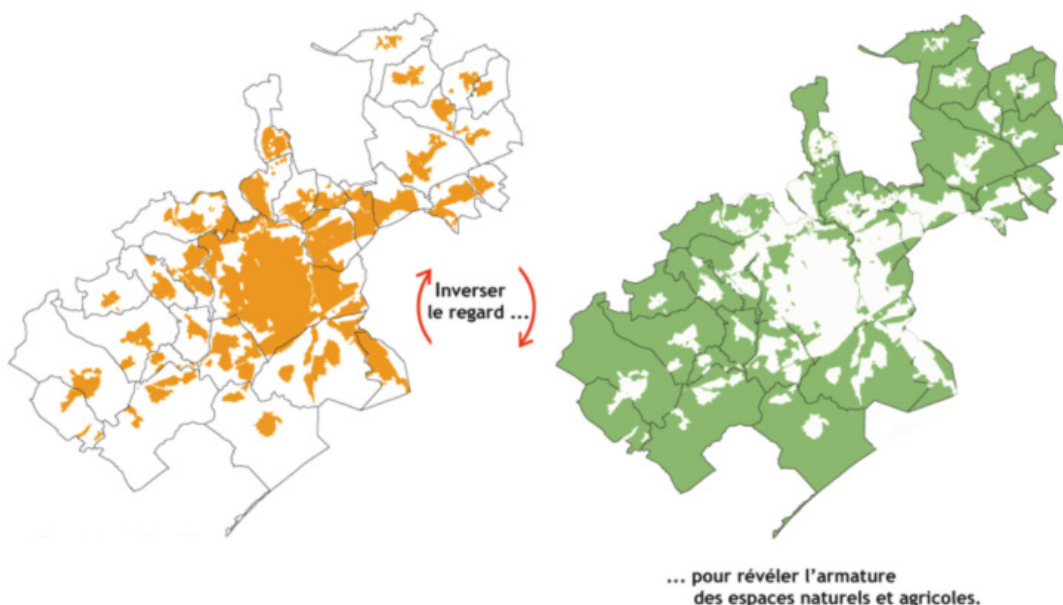 Inverser
le regard ...
... pour révéler l'armature
des espaces naturels et agricoles.